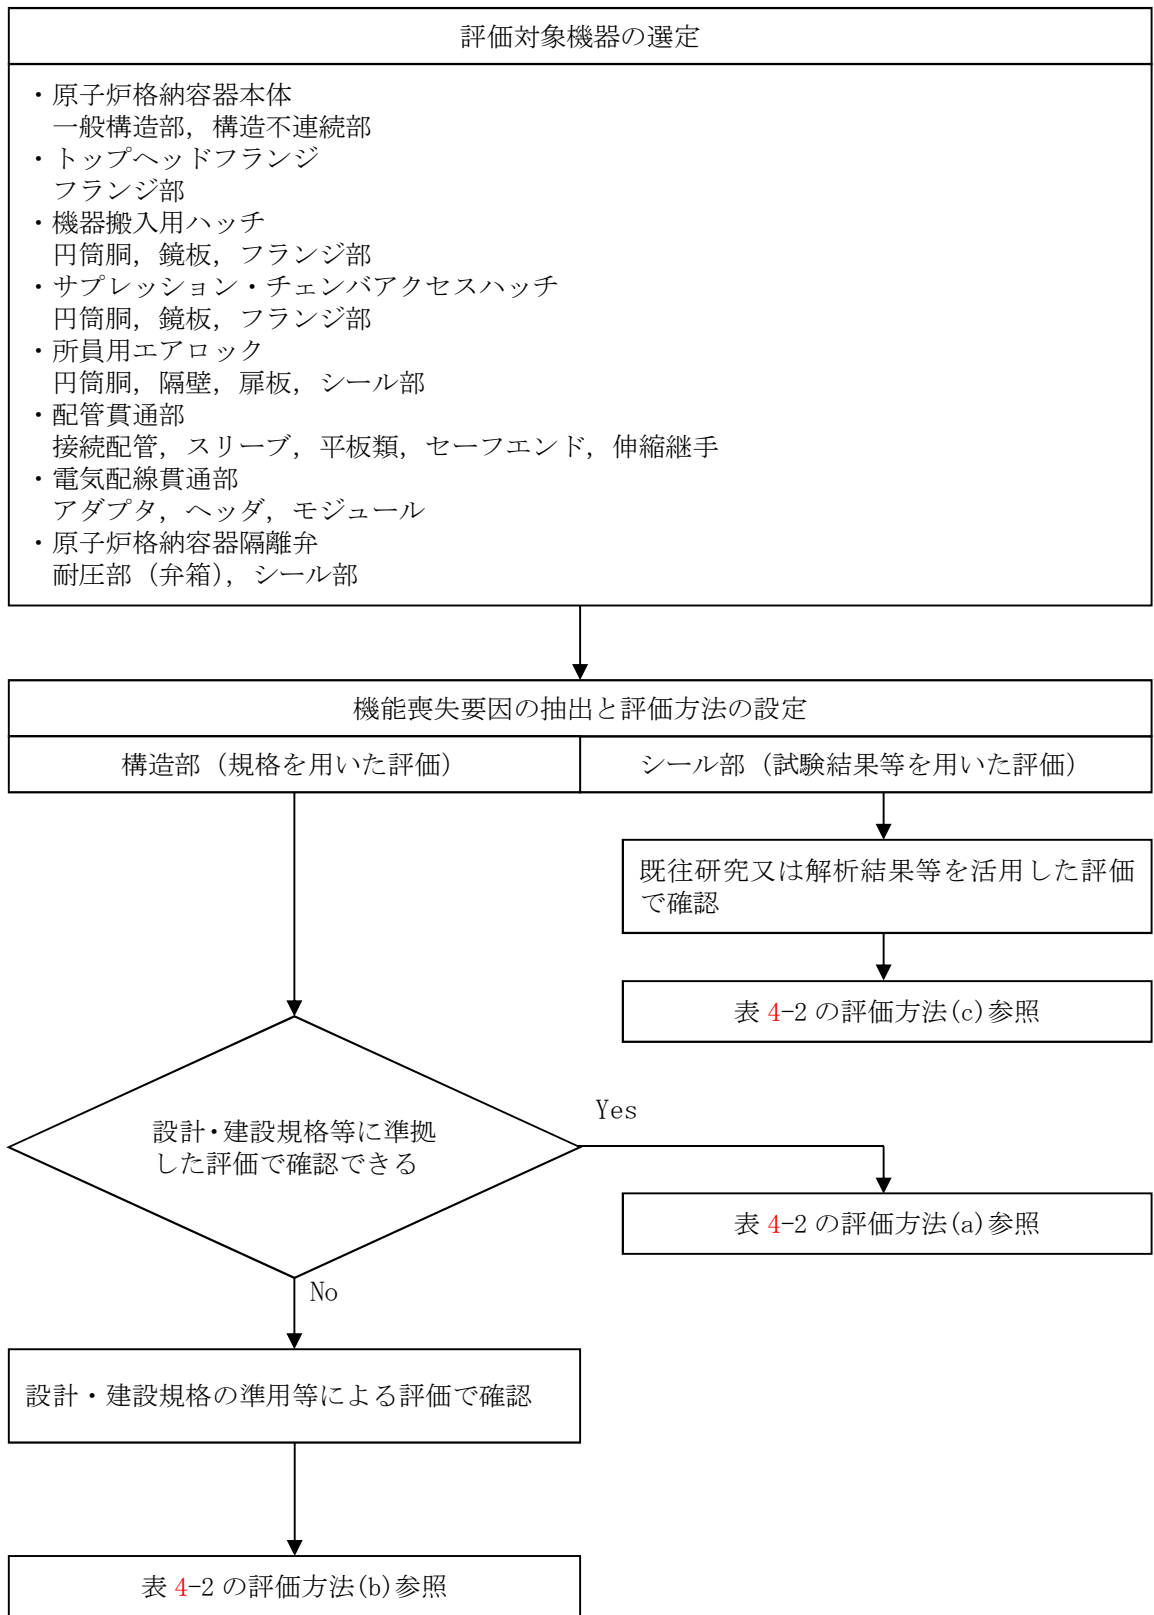 評価対象機器の選定
・原子炉格納容器本体
一般構造部，構造不連続部
・トップヘッドフランジ
フランジ部
・機器搬入用ハッチ
円筒胴，鏡板，フランジ部
・サプレッション・チェンバアクセスハッチ
円筒胴，鏡板，フランジ部
・所員用エアロック
円筒胴，隔壁，扉板，シール部
・配管貫通部
接続配管，スリーブ，平板類，セーフエンド，伸縮継手
・電気配線貫通部
アダプタ，ヘッダ，モジュール
・原子炉格納容器隔離弁
耐圧部（弁箱），シール部
機能喪失要因の抽出と評価方法の設定
構造部（規格を用いた評価）
シール部（試験結果等を用いた評価）
既往研究又は解析結果等を活用した評価
で確認
表 4-2 の評価方法(c)参照
設計・建設規格等に準拠
した評価で確認できる
Yes
表 4-2 の評価方法(a)参照
No
設計・建設規格の準用等による評価で確認
表 4-2 の評価方法(b)参照